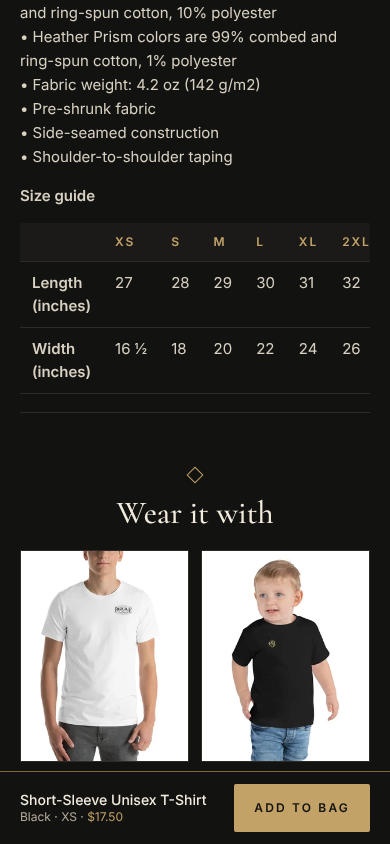 and ring-spun cotton, 10% polyester
• Heather Prism colors are 99% combed and
ring-spun cotton, 1% polyester
• Fabric weight: 4.2 oz (142 g/m2)
• Pre-shrunk fabric
• Side-seamed construction
• Shoulder-to-shoulder taping
Size guide
XS S M L XL 2XL
Length 27 28 29 30 31 32
(inches)
Width 16 ½ 18 20 22 24 26
(inches)
Wear it with
Short-Sleeve Unisex T-Shirt
Black · XS · $17.50
ADD TO BAG